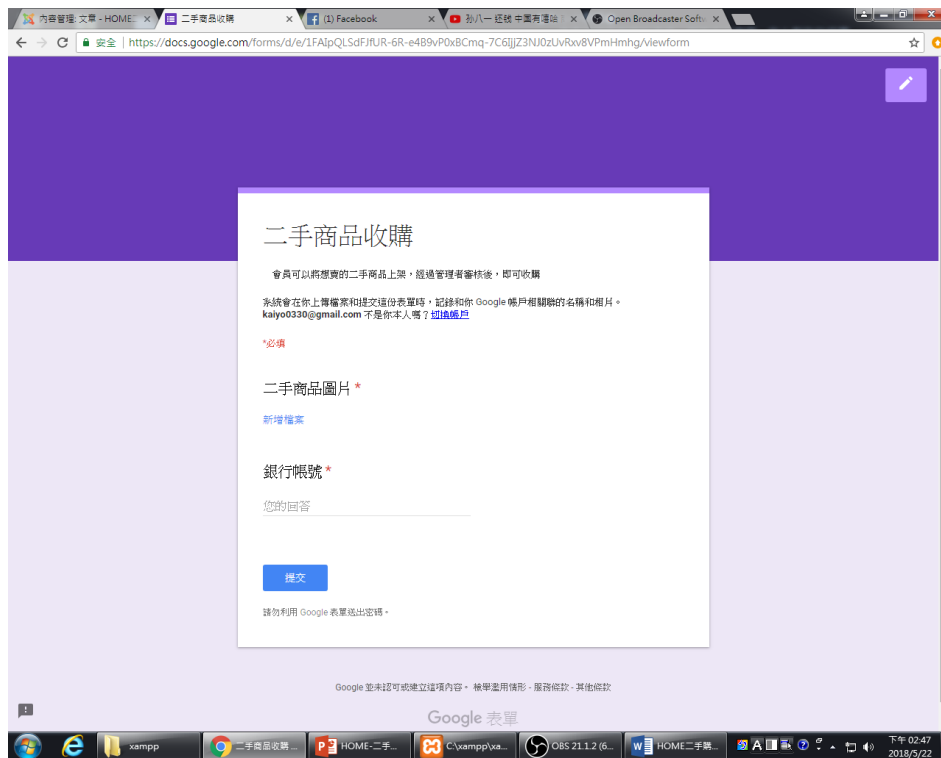 內容管理: 文章 - HOME:
二手商品收購
(1) Facebook
孙八一 狂毯 中国有嘻哈
Open Broadcaster Softw
安全 | https://docs.google.com/forms/d/e/1FAIpQLSdFJfUR-6R-e4B9vP0xBCmq-7C6IjjZ3NJ0zUvRxv8VPmHmhg/viewform
二手商品收購
會員可以將想賣的二手商品上架，經過管理者審核後，即可收購
系統會在你上傳檔案和提交這份表單時，記錄和你 Google 帳戶相關聯的名稱和相片。
kaiyo0330@gmail.com 不是你本人嗎？切換帳戶
*必填
二手商品圖片 *
新增檔案
銀行帳號 *
您的回答
提交
請勿利用 Google 表單送出密碼。
Google 並未認可或建立這項內容。 檢舉濫用情形 - 服務條款 - 其他條款
Google 表單
xampp
二手商品收購 ...
HOME-二手...
C:\xampp\xa...
OBS 21.1.2 (6...
HOME二手購...
A
下午 02:47
2018/5/22